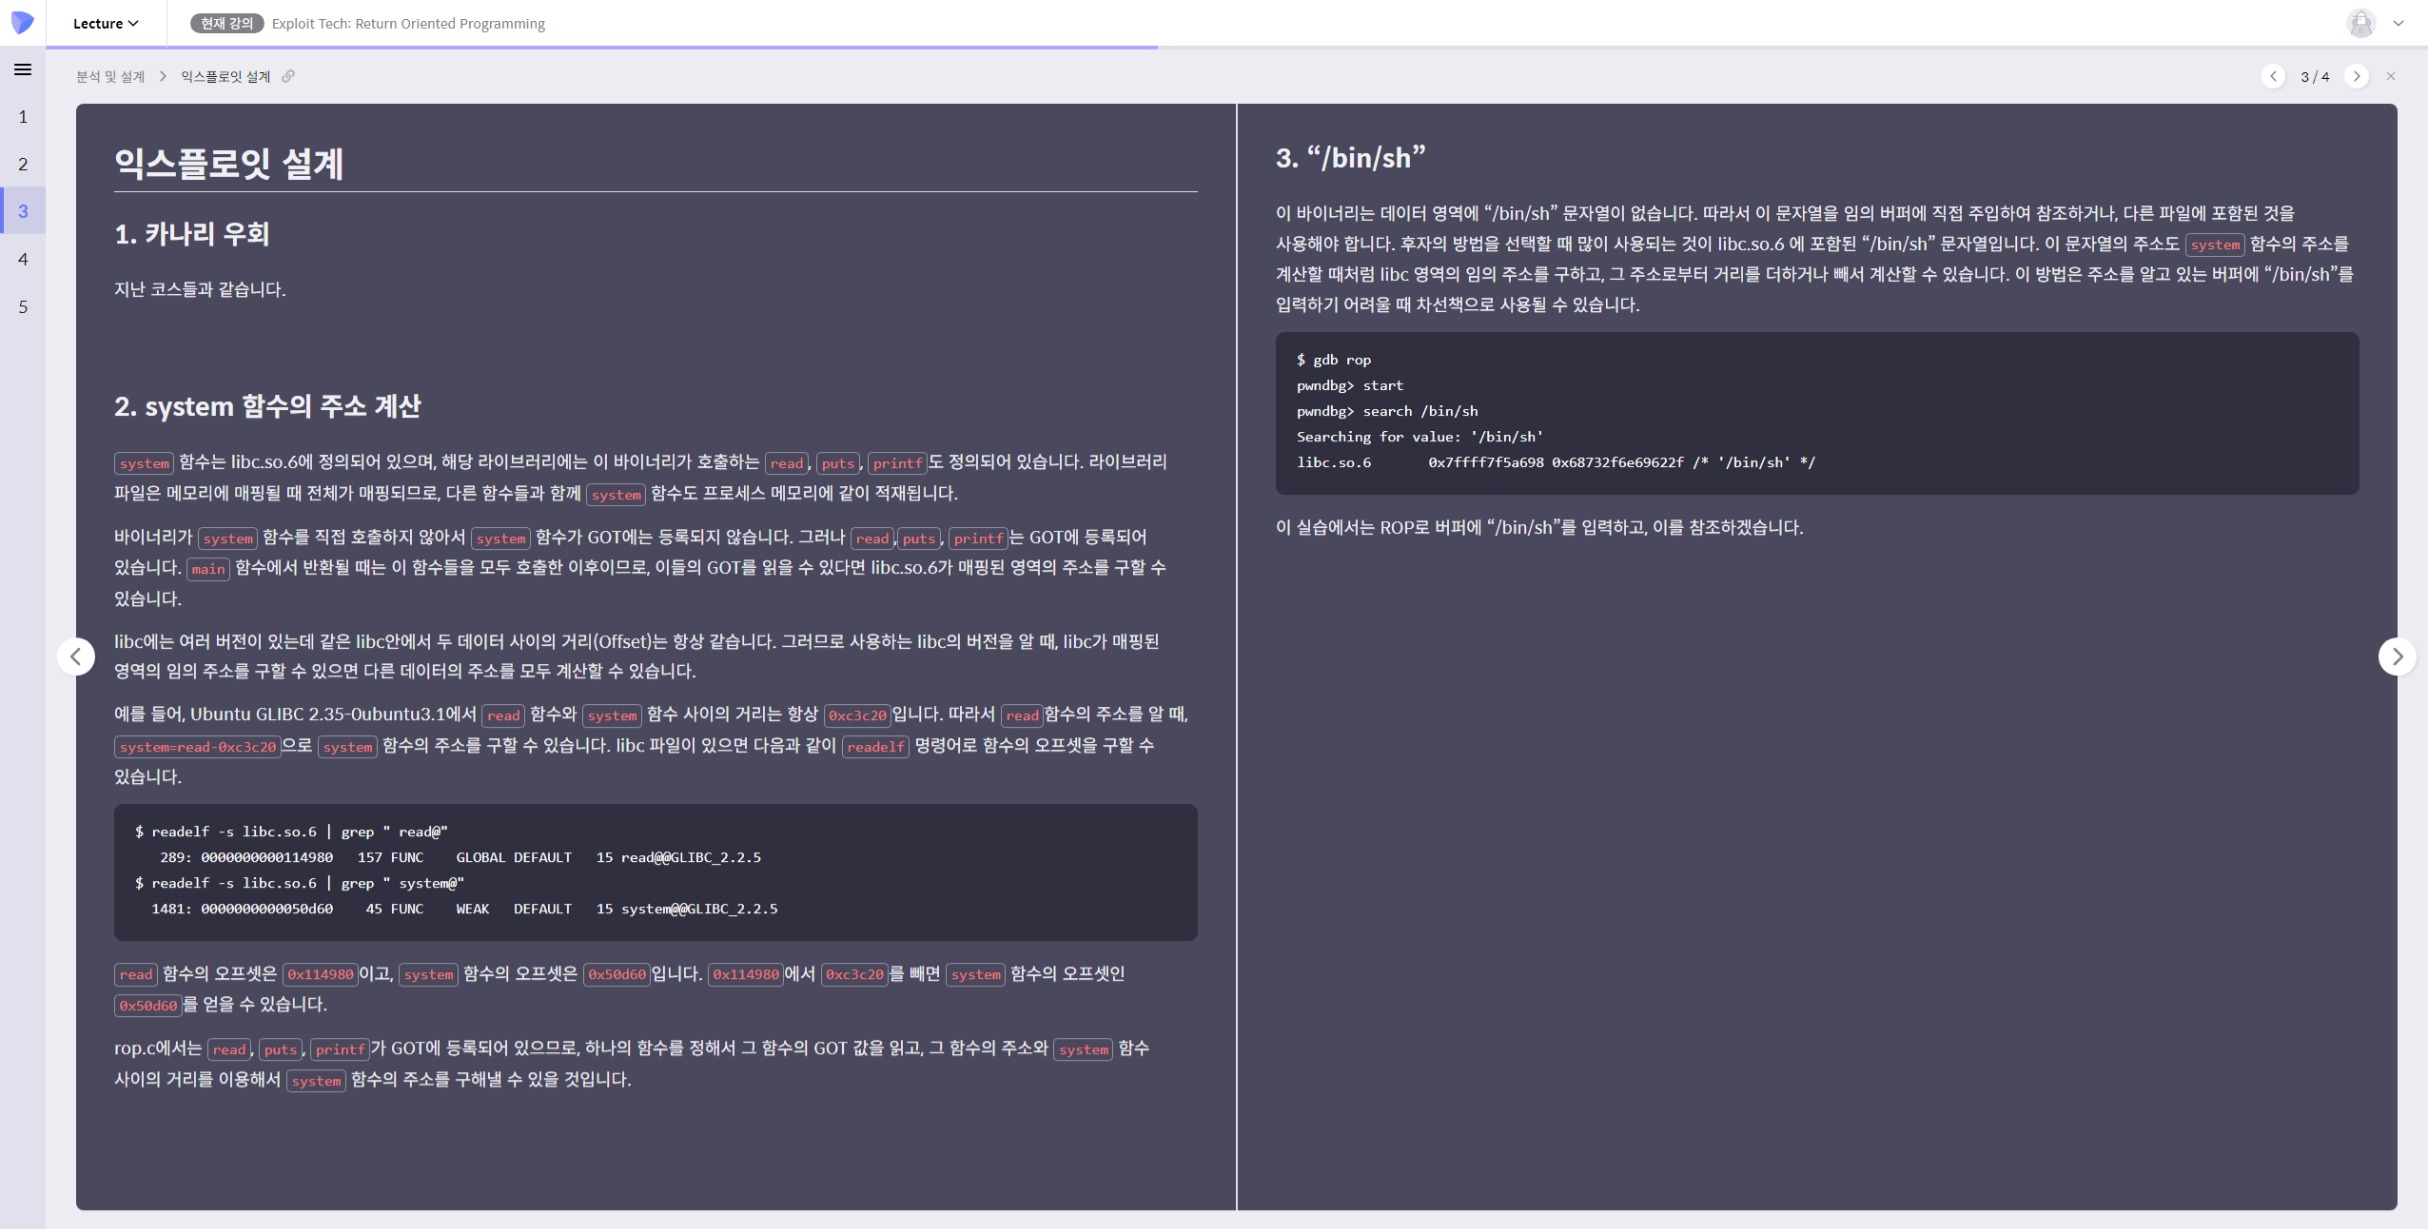 Lecture
현재 강의 Exploit Tech: Return Oriented Programming
분석 및 설계 > 익스플로잇 설계
3 / 4
1
2
3
4
5
익스플로잇 설계
1. 카나리 우회
지난 코스들과 같습니다.
2. system 함수의 주소 계산
system 함수는 libc.so.6에 정의되어 있으며, 해당 라이브러리에는 이 바이너리가 호출하는 read, puts, printf도 정의되어 있습니다. 라이브러리
파일은 메모리에 매핑될 때 전체가 매핑되므로, 다른 함수들과 함께 system 함수도 프로세스 메모리에 같이 적재됩니다.
바이너리가 system 함수를 직접 호출하지 않아서 system 함수가 GOT에는 등록되지 않습니다. 그러나 read,puts, printf는 GOT에 등록되어
있습니다. main 함수에서 반환될 때는 이 함수들을 모두 호출한 이후이므로, 이들의 GOT를 읽을 수 있다면 libc.so.6가 매핑된 영역의 주소를 구할 수
있습니다.
libc에는 여러 버전이 있는데 같은 libc안에서 두 데이터 사이의 거리(Offset)는 항상 같습니다. 그러므로 사용하는 libc의 버전을 알 때, libc가 매핑된
영역의 임의 주소를 구할 수 있으면 다른 데이터의 주소를 모두 계산할 수 있습니다.
예를 들어, Ubuntu GLIBC 2.35-0ubuntu3.1에서 read 함수와 system 함수 사이의 거리는 항상 0xc3c20입니다. 따라서 read함수의 주소를 알 때,
system=read-0xc3c20으로 system 함수의 주소를 구할 수 있습니다. libc 파일이 있으면 다음과 같이 readelf 명령어로 함수의 오프셋을 구할 수
있습니다.
$ readelf -s libc.so.6 | grep " read@"
289: 0000000000114980 157 FUNC GLOBAL DEFAULT 15 read@@GLIBC_2.2.5
$ readelf -s libc.so.6 | grep " system@"
1481: 0000000000050d60 45 FUNC WEAK DEFAULT 15 system@@GLIBC_2.2.5
read 함수의 오프셋은 0x114980이고, system 함수의 오프셋은 0x50d60입니다. 0x114980에서 0xc3c20를 빼면 system 함수의 오프셋인
0x50d60를 얻을 수 있습니다.
rop.c에서는 read, puts, printf가 GOT에 등록되어 있으므로, 하나의 함수를 정해서 그 함수의 GOT 값을 읽고, 그 함수의 주소와 system 함수
사이의 거리를 이용해서 system 함수의 주소를 구해낼 수 있을 것입니다.
3. “/bin/sh”
이 바이너리는 데이터 영역에 “/bin/sh” 문자열이 없습니다. 따라서 이 문자열을 임의 버퍼에 직접 주입하여 참조하거나, 다른 파일에 포함된 것을
사용해야 합니다. 후자의 방법을 선택할 때 많이 사용되는 것이 libc.so.6 에 포함된 “/bin/sh” 문자열입니다. 이 문자열의 주소도 system 함수의 주소를
계산할 때처럼 libc 영역의 임의 주소를 구하고, 그 주소로부터 거리를 더하거나 빼서 계산할 수 있습니다. 이 방법은 주소를 알고 있는 버퍼에 “/bin/sh”를
입력하기 어려울 때 차선책으로 사용될 수 있습니다.
$ gdb rop
pwndbg> start
pwndbg> search /bin/sh
Searching for value: '/bin/sh'
libc.so.6 0x7ffff7f5a698 0x68732f6e69622f /* '/bin/sh' */
이 실습에서는 ROP로 버퍼에 “/bin/sh”를 입력하고, 이를 참조하겠습니다.